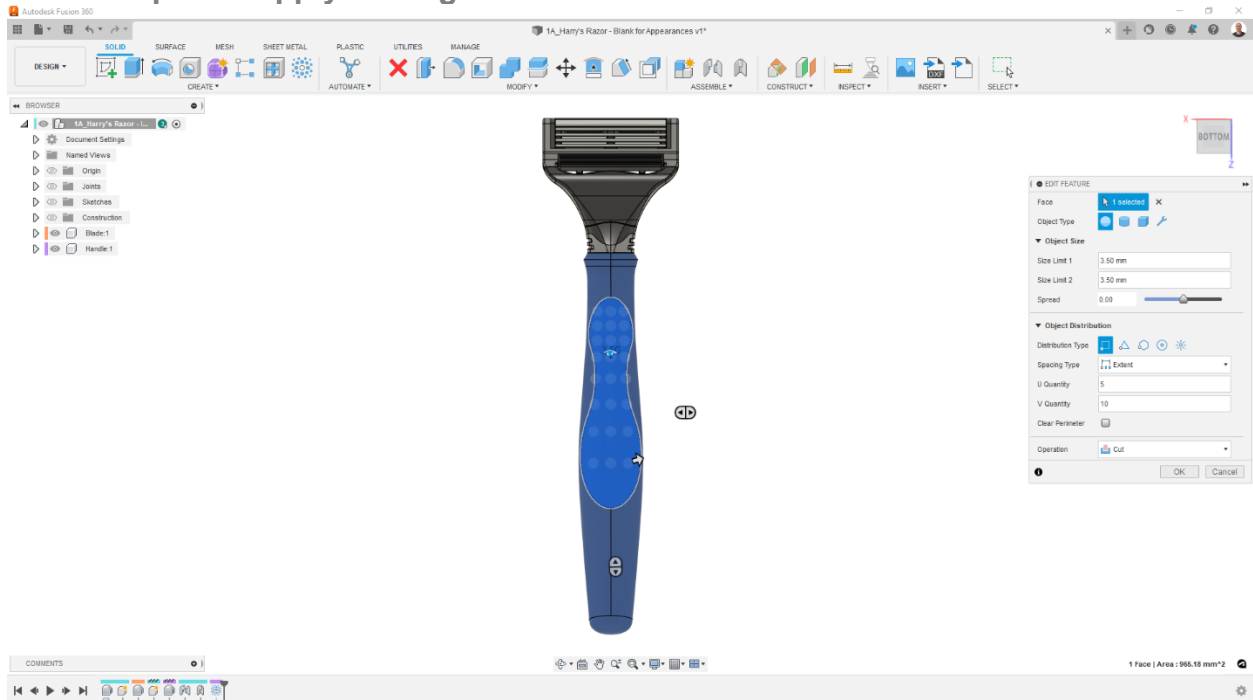 Autodesk Fusion 360
1A_Harry's Razor - Blank for Appearances v1*
SOLID SURFACE MESH SHEET METAL PLASTIC UTILITIES MANAGE
DESIGN
CREATE AUTOMATE MODIFY ASSEMBLE CONSTRUCT INSPECT INSERT SELECT
DXF
BROWSER
1A_Harry's Razor -
Document Settings
Named Views
Origin
Joints
Sketches
Construction
Blade:1
Handle:1
X
BOTTOM
Z
EDIT FEATURE
Face 1 selected
Object Type
Object Size
Size Limit 1 3.50 mm
Size Limit 2 3.50 mm
Spread 0.00
Object Distribution
Distribution Type
Spacing Type Extent
U Quantity 5
V Quantity 10
Clear Perimeter
Operation Cut
OK Cancel
COMMENTS
1 Face | Area : 965.18 mm^2